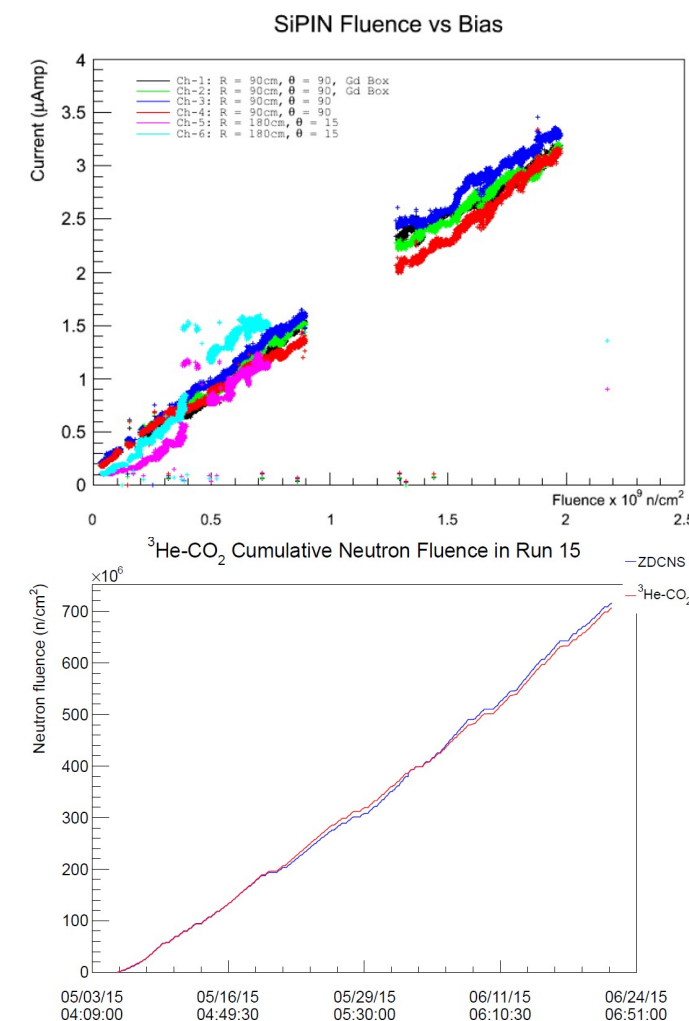 SiPIN Fluence vs Bias
Current (μAmp)
4
3.5
3
2.5
2
1.5
1
0.5
0
Ch-1: R = 90cm, θ = 90, Gd Box
Ch-2: R = 90cm, θ = 90, Gd Box
Ch-3: R = 90cm, θ = 90
Ch-4: R = 90cm, θ = 90
Ch-5: R = 180cm, θ = 15
Ch-6: R = 180cm, θ = 15
0 0.5 1 1.5 2 2.5
Fluence x 10⁹ n/cm²
³He-CO₂ Cumulative Neutron Fluence in Run 15
ZDCNS
³He-CO₂
×10⁶
Neutron fluence (n/cm²)
700
600
500
400
300
200
100
0
05/03/15 05/16/15 05/29/15 06/11/15 06/24/15
04:09:00 04:49:30 05:30:00 06:10:30 06:51:00